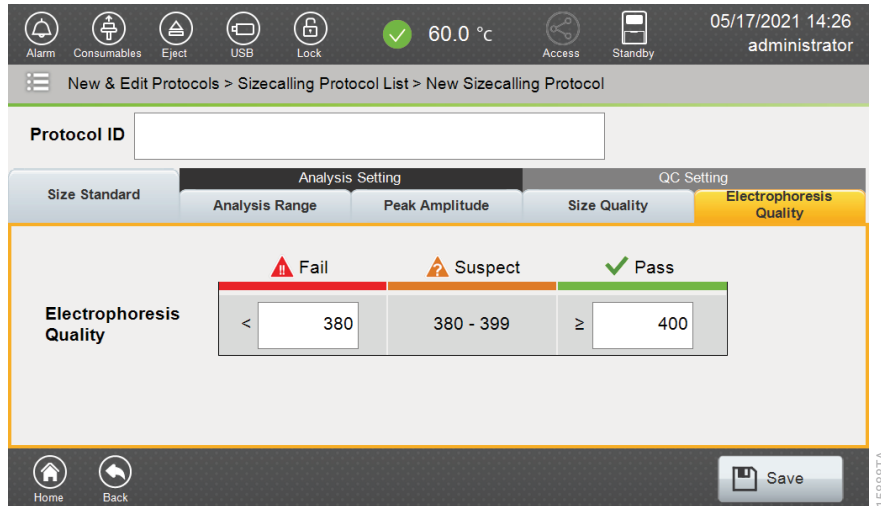 60.0 °c
05/17/2021 14:26
administrator
Alarm Consumables Eject USB Lock Access Standby
New & Edit Protocols > Sizecalling Protocol List > New Sizecalling Protocol
Protocol ID
Analysis Setting QC Setting
Size Standard Analysis Range Peak Amplitude Size Quality Electrophoresis
Quality
Fail Suspect Pass
Electrophoresis
Quality
< 380 380 - 399 ≥ 400
Home Back Save